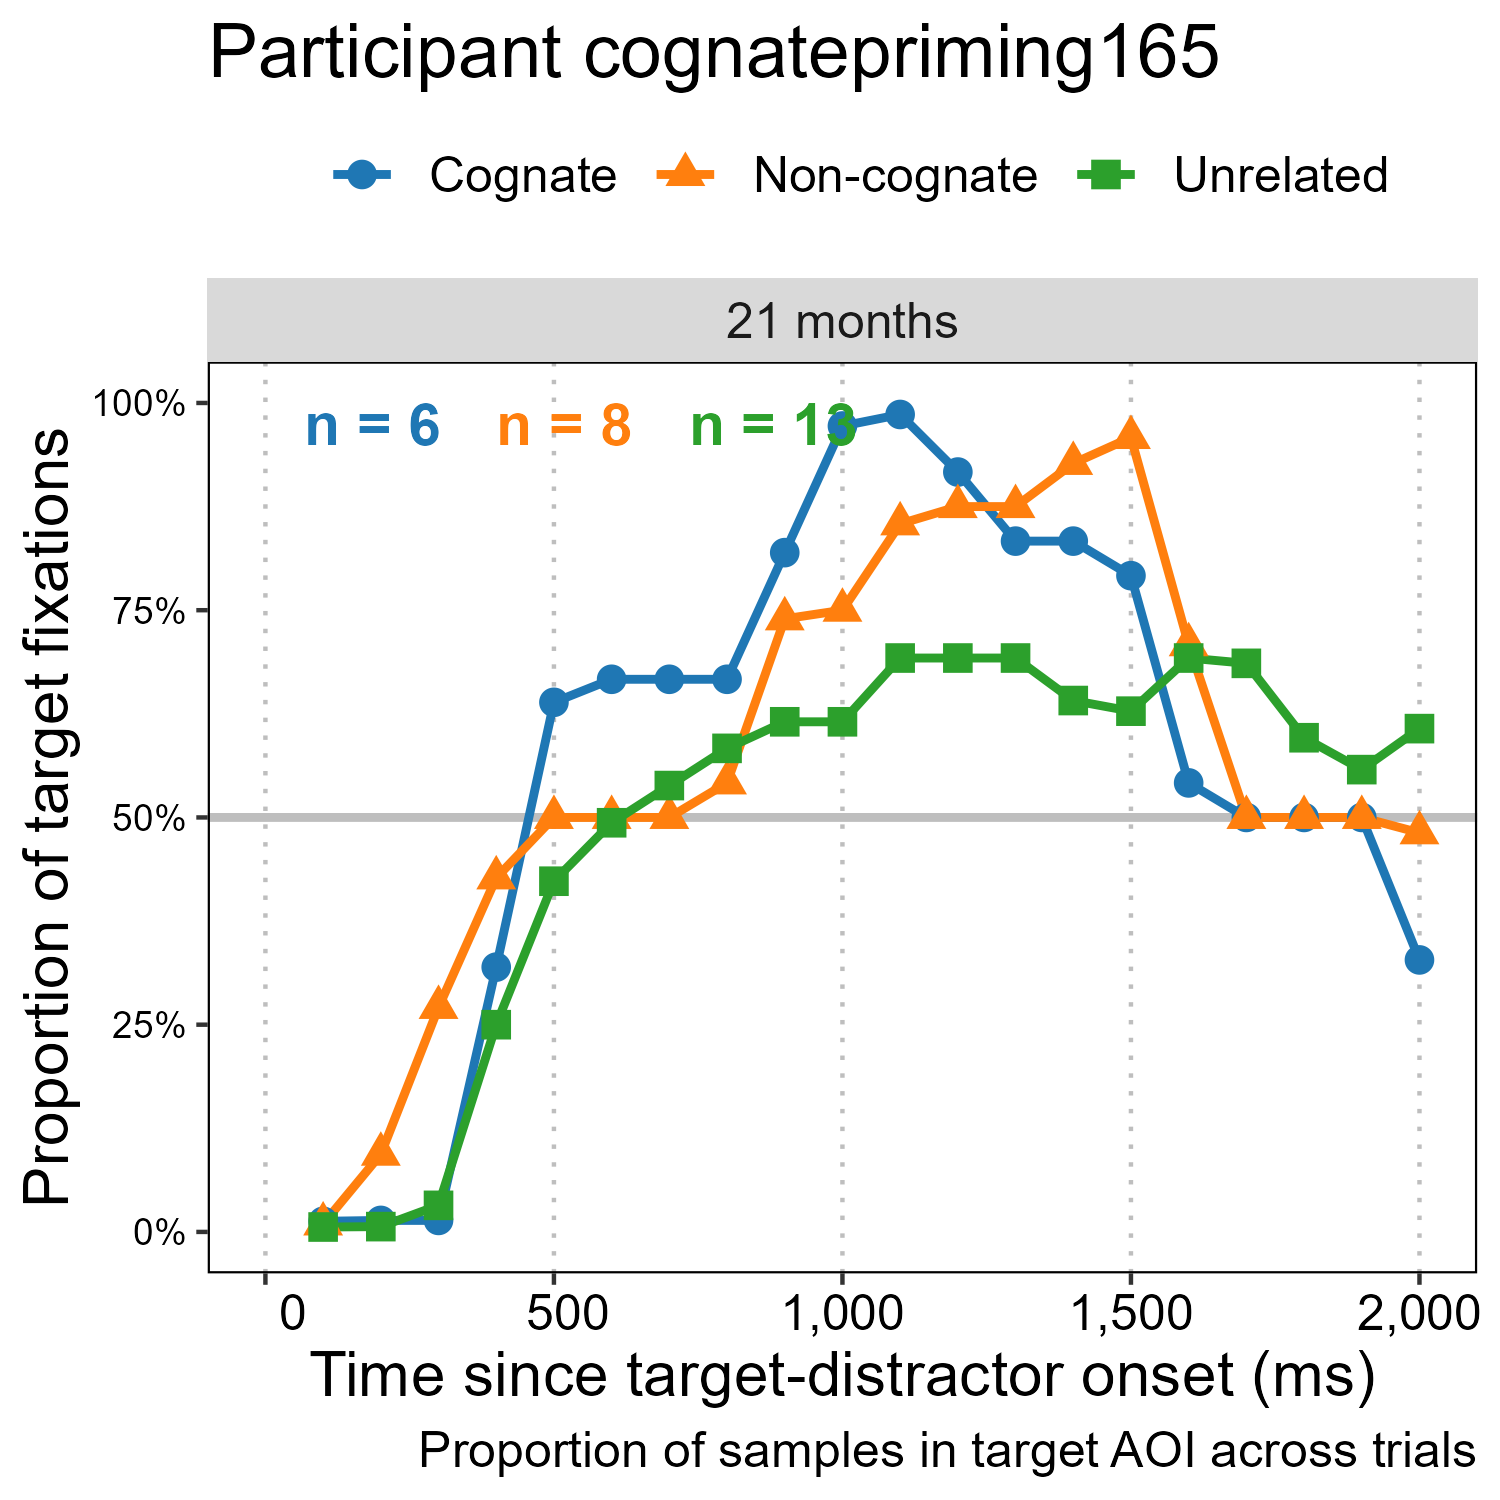 Participant cognatepriming165
Cognate Non-cognate Unrelated
21 months
n = 6 n = 8 n = 13
100%
75%
50%
25%
0%
Proportion of target fixations
0 500 1,000 1,500 2,000
Time since target-distractor onset (ms)
Proportion of samples in target AOI across trials